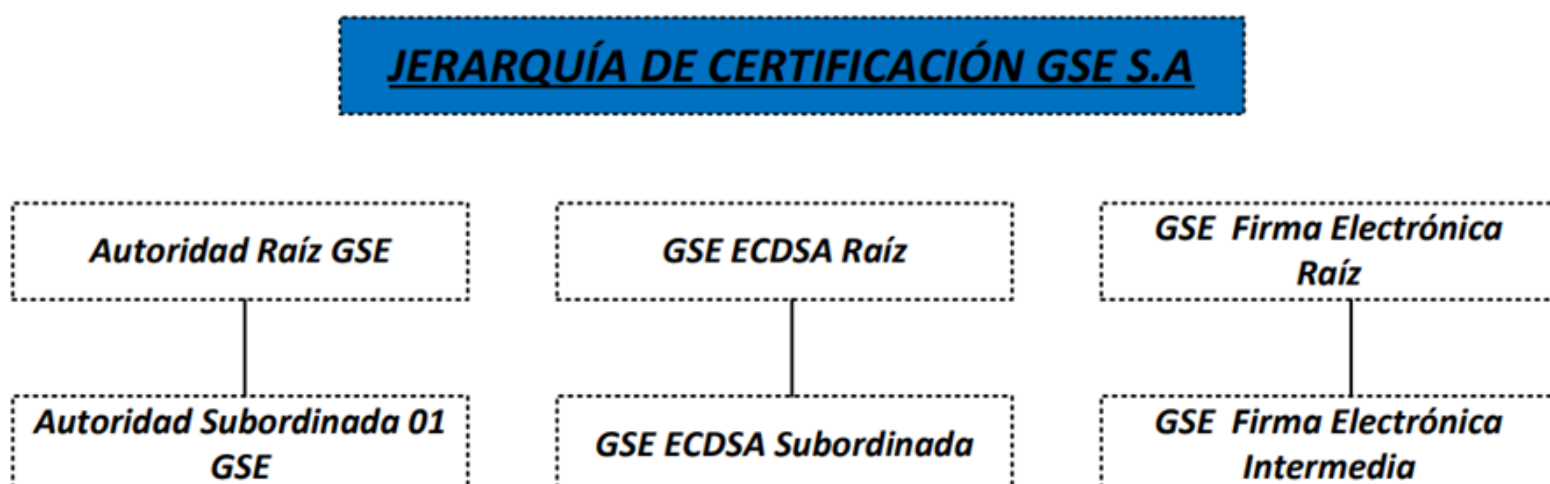 JERARQUÍA DE CERTIFICACIÓN GSE S.A
Autoridad Raíz GSE
GSE ECDSA Raíz
GSE Firma Electrónica
Raíz
Autoridad Subordinada 01
GSE
GSE ECDSA Subordinada
GSE Firma Electrónica
Intermedia